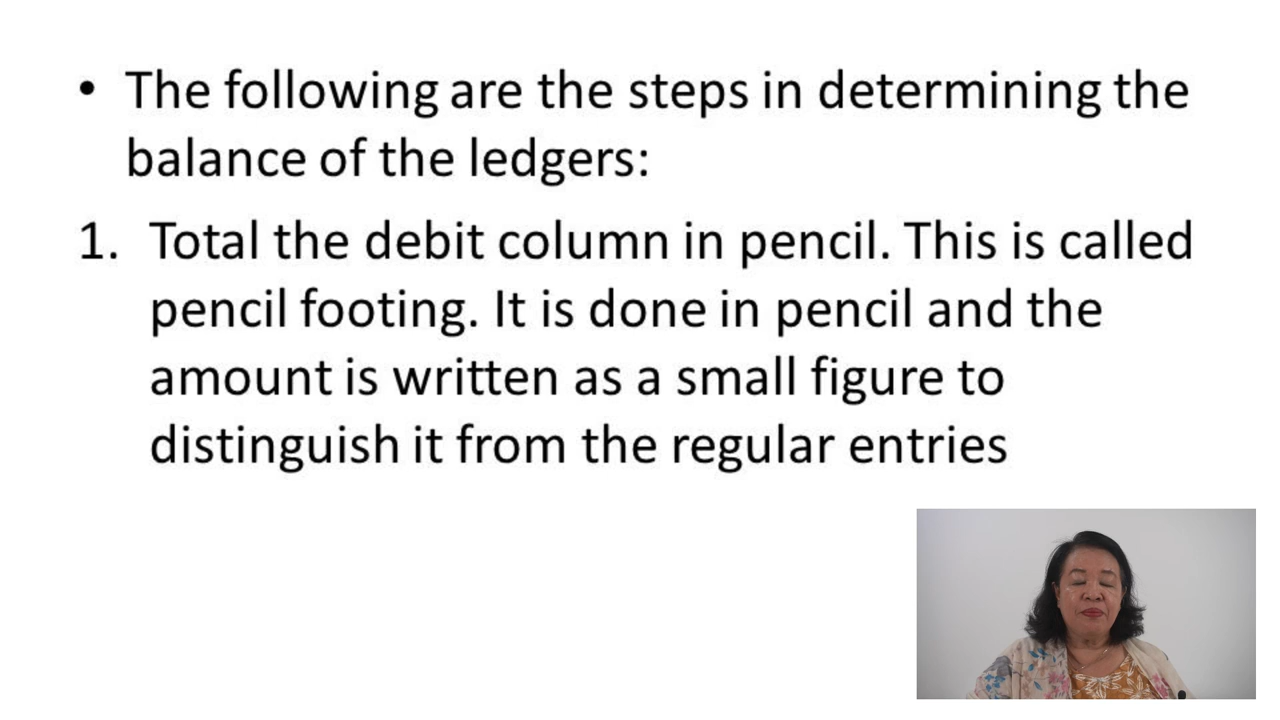 • The following are the steps in determining the
balance of the ledgers:
1. Total the debit column in pencil. This is called
pencil footing. It is done in pencil and the
amount is written as a small figure to
distinguish it from the regular entries